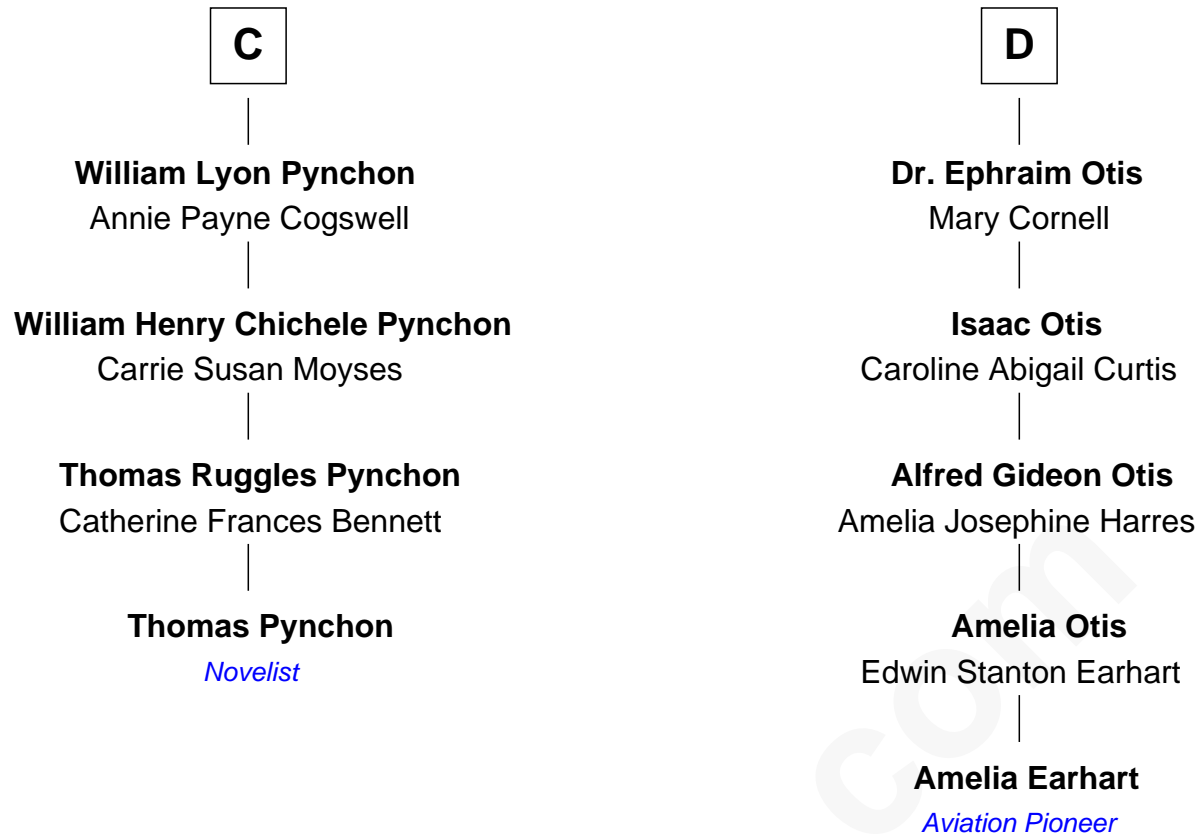 C
William Lyon Pynchon
Annie Payne Cogswell
William Henry Chichele Pynchon
Carrie Susan Moyses
Thomas Ruggles Pynchon
Catherine Frances Bennett
Thomas Pynchon
Novelist
D
Dr. Ephraim Otis
Mary Cornell
Isaac Otis
Caroline Abigail Curtis
Alfred Gideon Otis
Amelia Josephine Harres
Amelia Otis
Edwin Stanton Earhart
Amelia Earhart
Aviation Pioneer
com